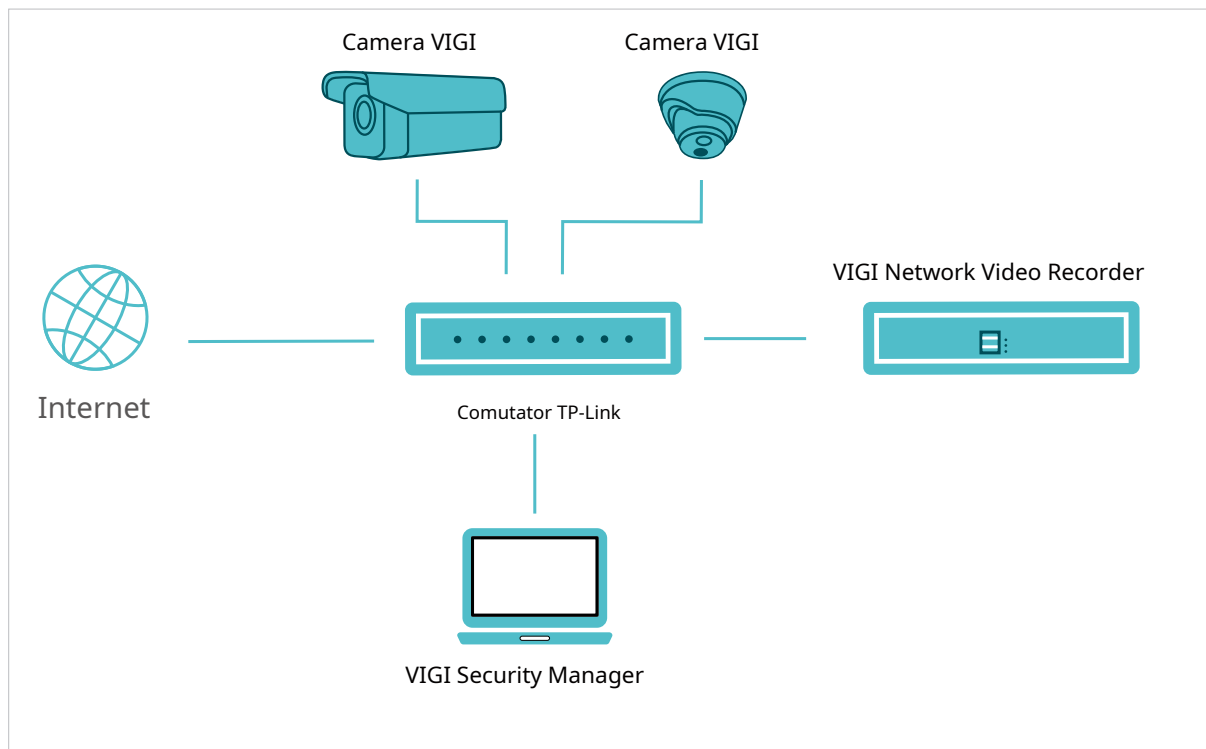 Camera VIGI
Camera VIGI
VIGI Network Video Recorder
Internet
Comutator TP-Link
VIGI Security Manager